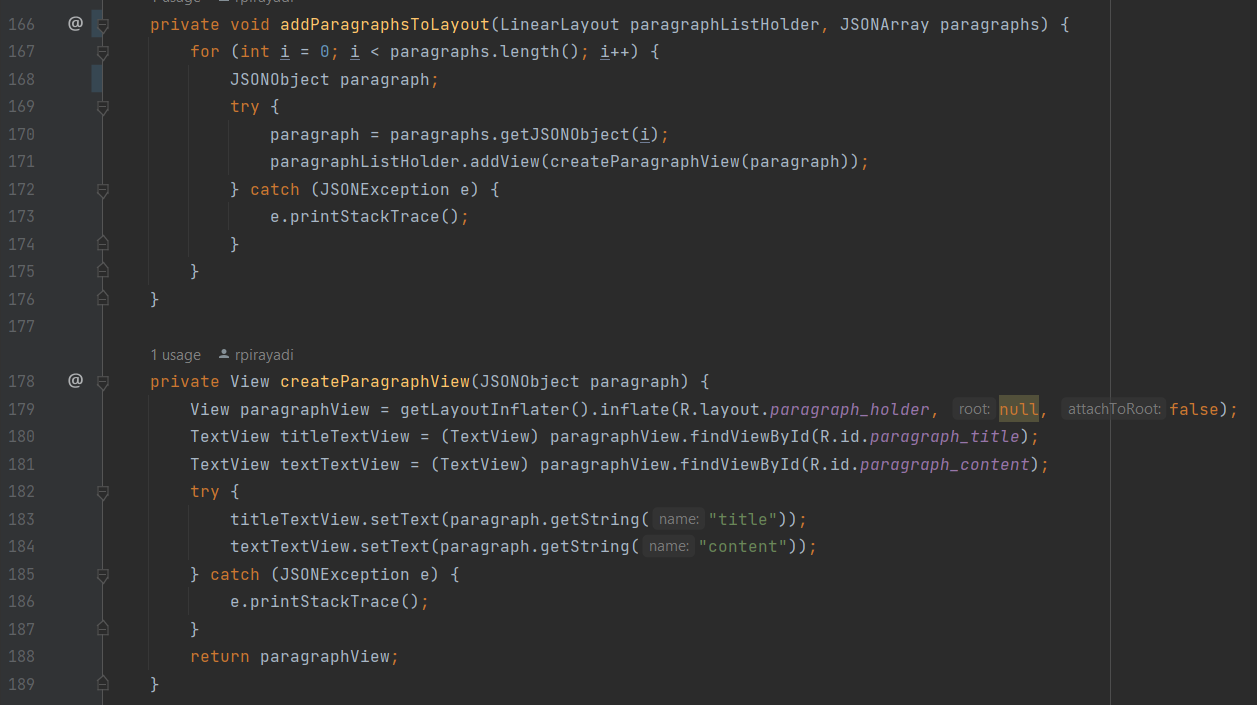 1 usage rpirayadi
166 @ private void addParagraphsToLayout(LinearLayout paragraphListHolder, JSONArray paragraphs) {
167 for (int i = 0; i < paragraphs.length(); i++) {
168 JSONObject paragraph;
169 try {
170 paragraph = paragraphs.getJSONObject(i);
171 paragraphListHolder.addView(createParagraphView(paragraph));
172 } catch (JSONException e) {
173 e.printStackTrace();
174 }
175 }
176 }
177
1 usage rpirayadi
178 @ private View createParagraphView(JSONObject paragraph) {
179 View paragraphView = getLayoutInflater().inflate(R.layout.paragraph_holder, root: null, attachToRoot: false);
180 TextView titleTextView = (TextView) paragraphView.findViewById(R.id.paragraph_title);
181 TextView textTextView = (TextView) paragraphView.findViewById(R.id.paragraph_content);
182 try {
183 titleTextView.setText(paragraph.getString( name: "title"));
184 textTextView.setText(paragraph.getString( name: "content"));
185 } catch (JSONException e) {
186 e.printStackTrace();
187 }
188 return paragraphView;
189 }